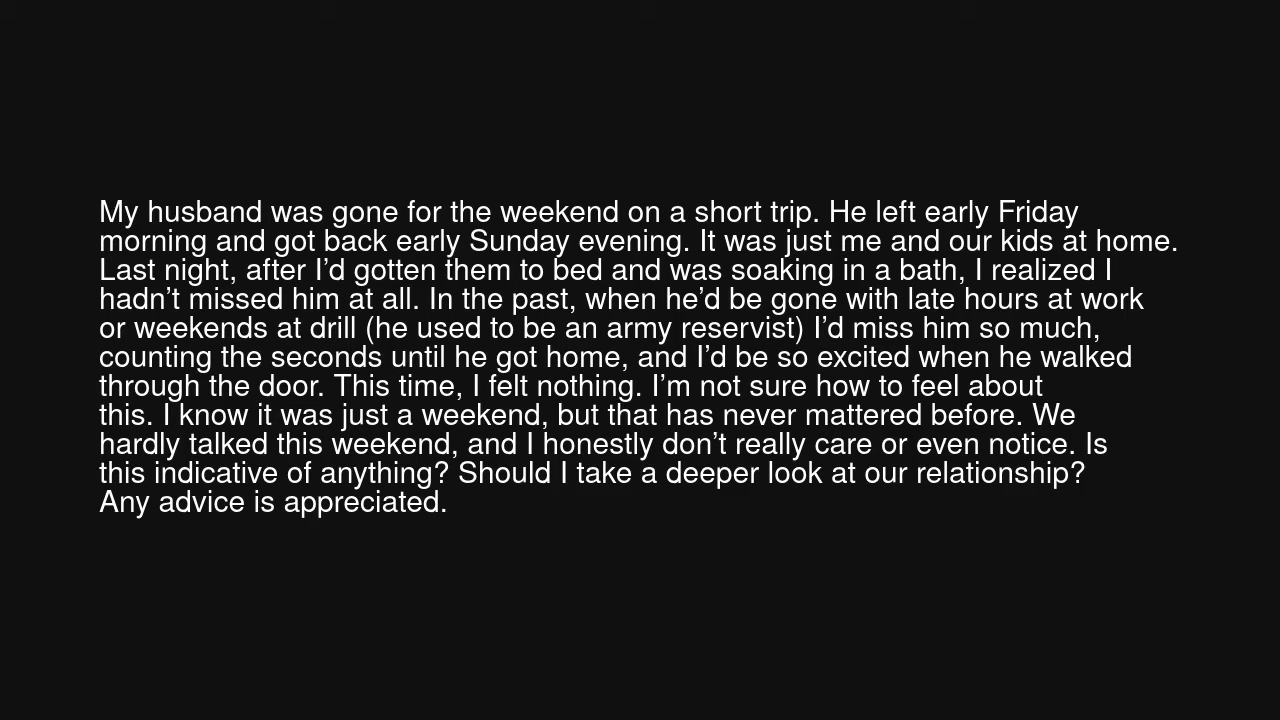 My husband was gone for the weekend on a short trip. He left early Friday
morning and got back early Sunday evening. It was just me and our kids at home.
Last night, after I’d gotten them to bed and was soaking in a bath, I realized I
hadn’t missed him at all. In the past, when he’d be gone with late hours at work
or weekends at drill (he used to be an army reservist) I’d miss him so much,
counting the seconds until he got home, and I’d be so excited when he walked
through the door. This time, I felt nothing. I’m not sure how to feel about
this. I know it was just a weekend, but that has never mattered before. We
hardly talked this weekend, and I honestly don’t really care or even notice. Is
this indicative of anything? Should I take a deeper look at our relationship?
Any advice is appreciated.